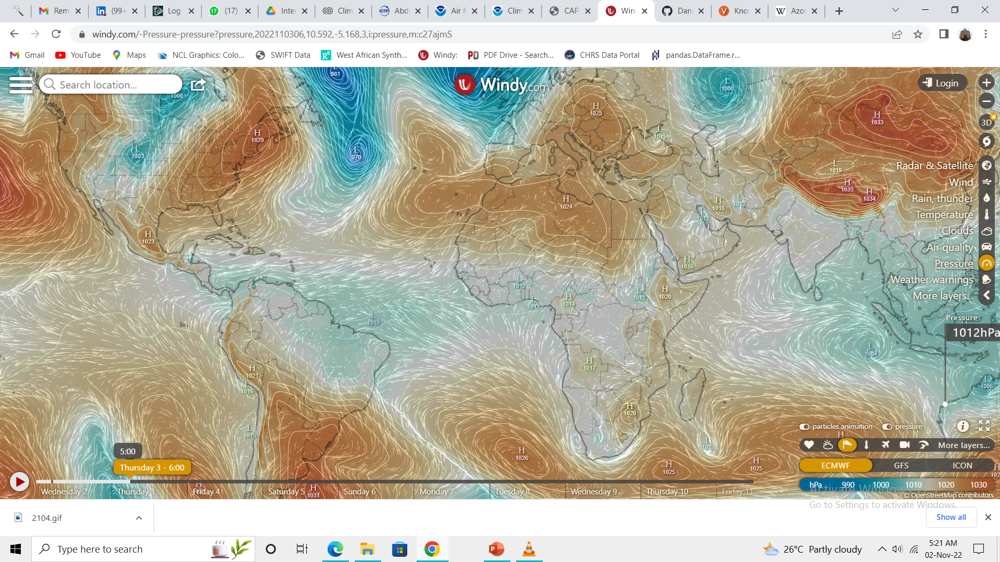 Rem
(99+
Log
(17)
Inter
Clim
Abd
Air F
Clim
CAP
Win
Dan
Kno
Azor
windy.com/-Pressure-pressure?pressure,2022110306,10.592,-5.168,3,i:pressure,m:c27ajmS
Gmail
YouTube
Maps
NCL Graphics: Colo...
SWIFT Data
West African Synth...
Windy:
PDF Drive - Search...
CHRS Data Portal
pandas.DataFrame.r...
Search location...
Windy.com
Login
3D
L
981
1000
L
1000
H
1025
H
1033
L
1015
H
1029
L
1003
L
970
L
1019
H
1033
H
1034
H
1024
H
1018
L
1012
L
1012
H
1023
H
1016
L
1012
L
1012
H
1014
L
1012
H
1020
L
1010
L
1004
H
1017
H
1021
L
1016
L
1006
H
1020
L
1015
L
1013
H
1026
H
1025
H
1025
H
1031
Radar & Satellite
Wind
Rain, thunder
Temperature
Clouds
Air quality
Pressure
Weather warnings
More layers...
Pressure
1012hPa
particles animation
pressure
H
More layers...
ECMWF
GFS
ICON
hPa 990 1000 1010 1020 1030
© OpenStreetMap contributors
5:00
Thursday 3 - 6:00
Wednesday 2
Thursday 3
Friday 4
Saturday 5
Sunday 6
Monday 7
Tuesday 8
Wednesday 9
Thursday 10
Friday 11
Activate Windows
Go to Settings to activate Windows.
2104.gif
Show all
Type here to search
26°C Partly cloudy
5:21 AM
02-Nov-22